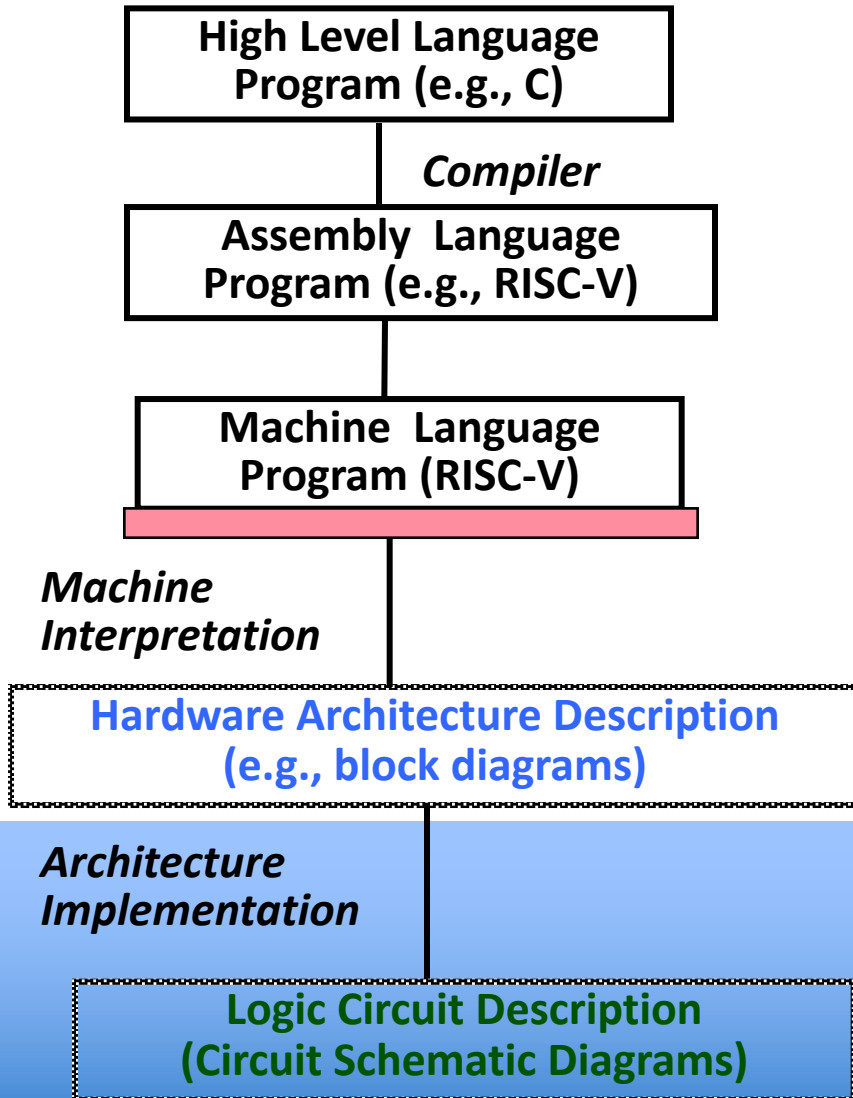 High Level Language
Program (e.g., C)
Compiler
Assembly Language
Program (e.g., RISC-V)
Machine Language
Program (RISC-V)
Machine
Interpretation
Hardware Architecture Description
(e.g., block diagrams)
Architecture
Implementation
Logic Circuit Description
(Circuit Schematic Diagrams)